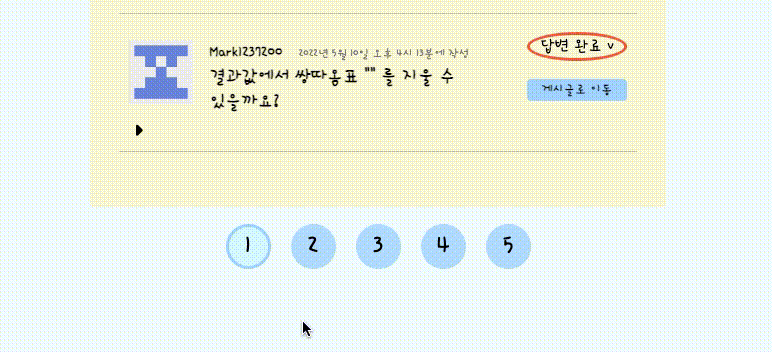 Mark1237200 2022년 5월 10일 오후 4시 13분에 작성
답변 완료 v
결과값에서 쌍따옴표 "" 를 지울 수
있을까요?
게시글로 이동
1 2 3 4 5